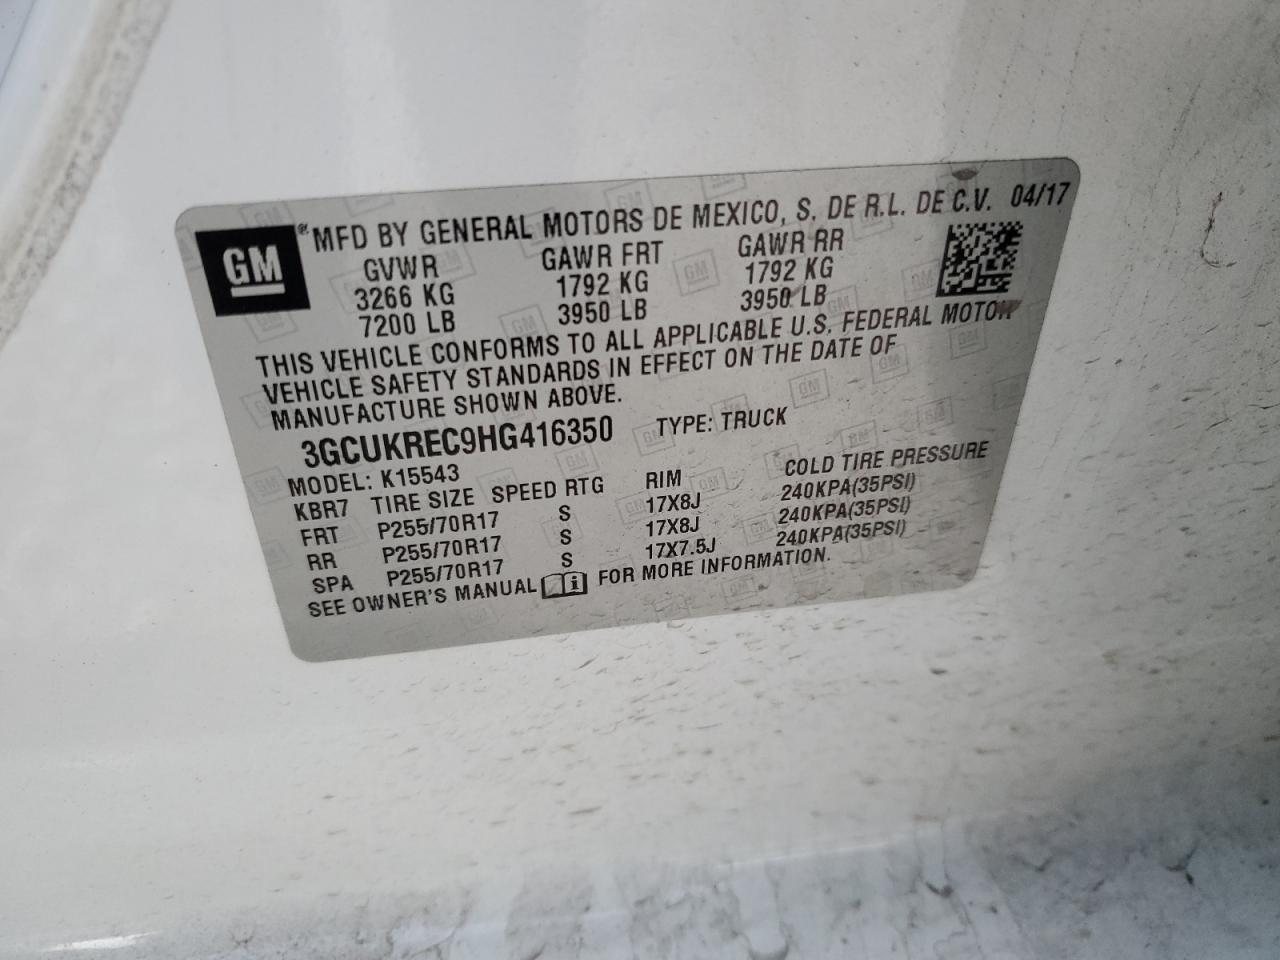 GM ® MFD BY GENERAL MOTORS DE MEXICO, S. DE R.L. DE C.V. 04/17
GVWR GAWR FRT GAWR RR
3266 KG 1792 KG 1792 KG
7200 LB 3950 LB 3950 LB
THIS VEHICLE CONFORMS TO ALL APPLICABLE U.S. FEDERAL MOTOR
VEHICLE SAFETY STANDARDS IN EFFECT ON THE DATE OF
MANUFACTURE SHOWN ABOVE.
3GCUKREC9HG416350 TYPE: TRUCK
MODEL: K15543
KBR7 TIRE SIZE SPEED RTG RIM COLD TIRE PRESSURE
FRT P255/70R17 S 17X8J 240KPA(35PSI)
RR P255/70R17 S 17X8J 240KPA(35PSI)
SPA P255/70R17 S 17X7.5J 240KPA(35PSI)
SEE OWNER'S MANUAL FOR MORE INFORMATION.